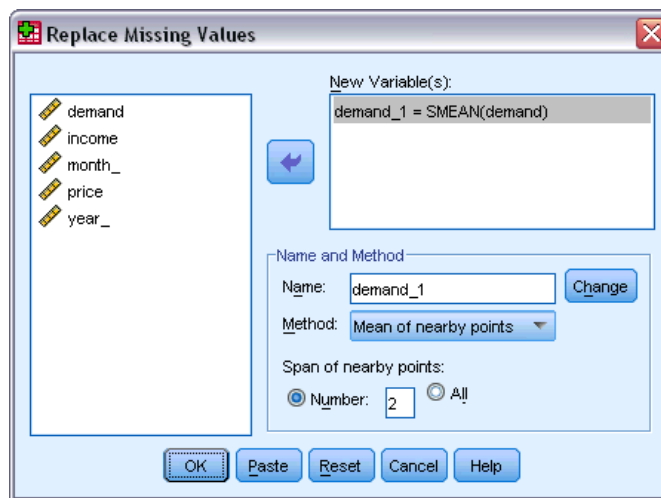 Replace Missing Values
demand
income
month_
price
year_
New Variable(s):
demand_1 = SMEAN(demand)
Name and Method
Name: demand_1 Change
Method: Mean of nearby points
Span of nearby points:
Number: 2 All
OK Paste Reset Cancel Help